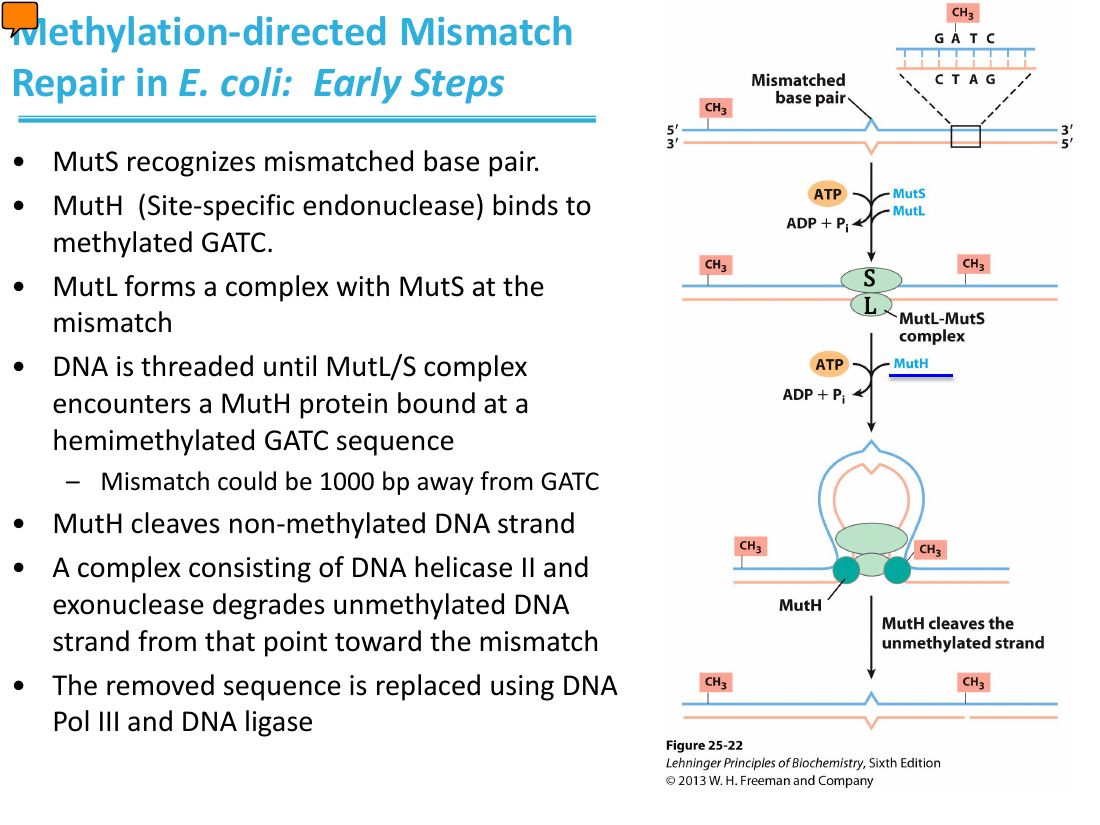 Methylation-directed Mismatch
Repair in E. coli: Early Steps
• MutS recognizes mismatched base pair.
• MutH (Site-specific endonuclease) binds to
methylated GATC.
• MutL forms a complex with MutS at the
mismatch
• DNA is threaded until MutL/S complex
encounters a MutH protein bound at a
hemimethylated GATC sequence
– Mismatch could be 1000 bp away from GATC
• MutH cleaves non-methylated DNA strand
• A complex consisting of DNA helicase II and
exonuclease degrades unmethylated DNA
strand from that point toward the mismatch
• The removed sequence is replaced using DNA
Pol III and DNA ligase
CH3
G A T C
C T A G
Mismatched
base pair
CH3
5′ 3′
3′ 5′
ATP MutS
MutL
ADP + Pi
CH3 CH3
S
L
MutL-MutS
complex
ATP MutH
ADP + Pi
CH3 CH3
MutH
MutH cleaves the
unmethylated strand
CH3 CH3
Figure 25-22
Lehninger Principles of Biochemistry, Sixth Edition
© 2013 W. H. Freeman and Company